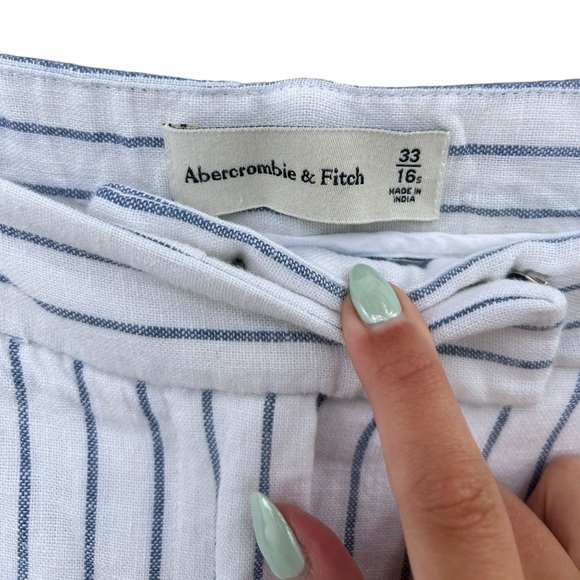 Abercrombie & Fitch
33
16s
MADE IN
INDIA